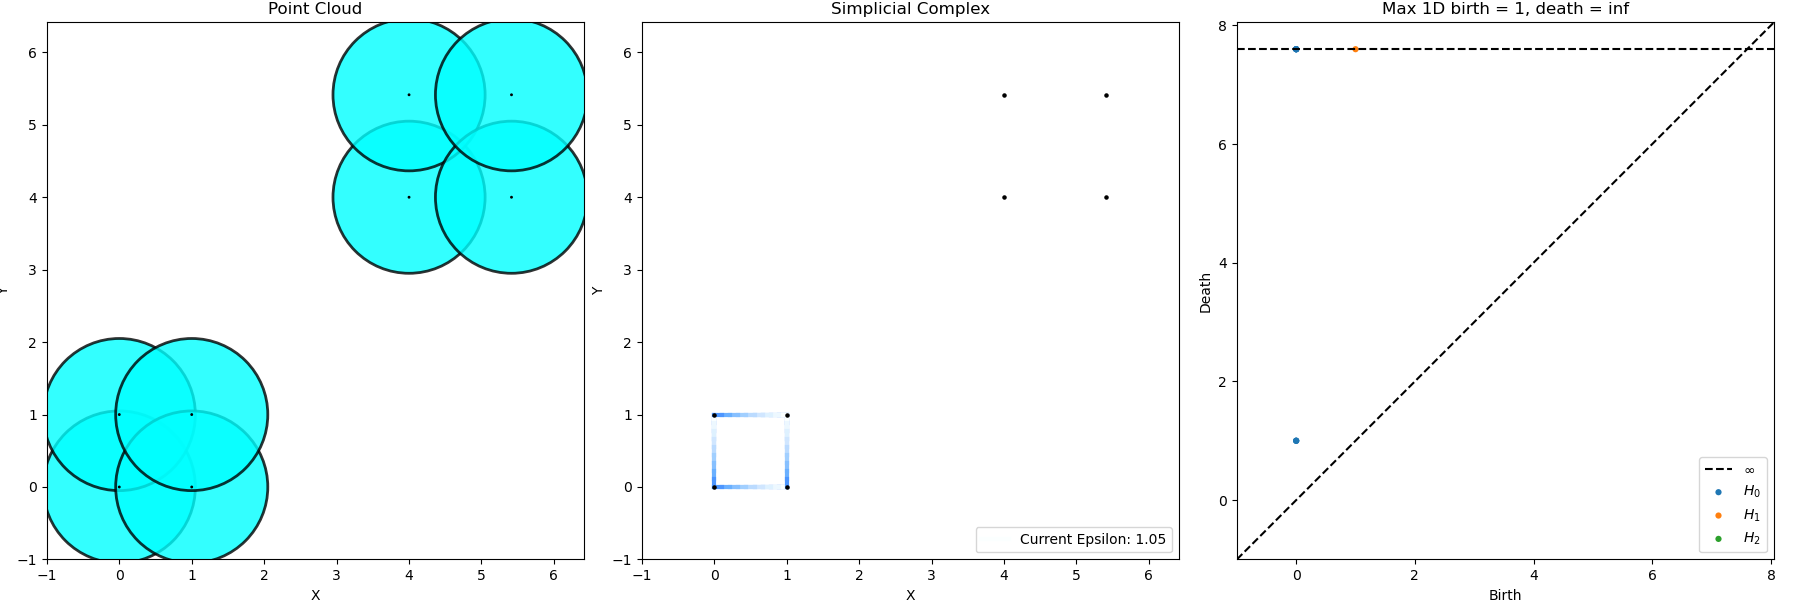 Point Cloud
6
5
4
3
2
1
0
−1
−1 0 1 2 3 4 5 6
X
Y
Simplicial Complex
6
5
4
3
2
1
0
−1
−1 0 1 2 3 4 5 6
X
Y
Current Epsilon: 1.05
Max 1D birth = 1, death = inf
8
6
4
2
0
0 2 4 6 8
Birth
Death
∞
H0
H1
H2